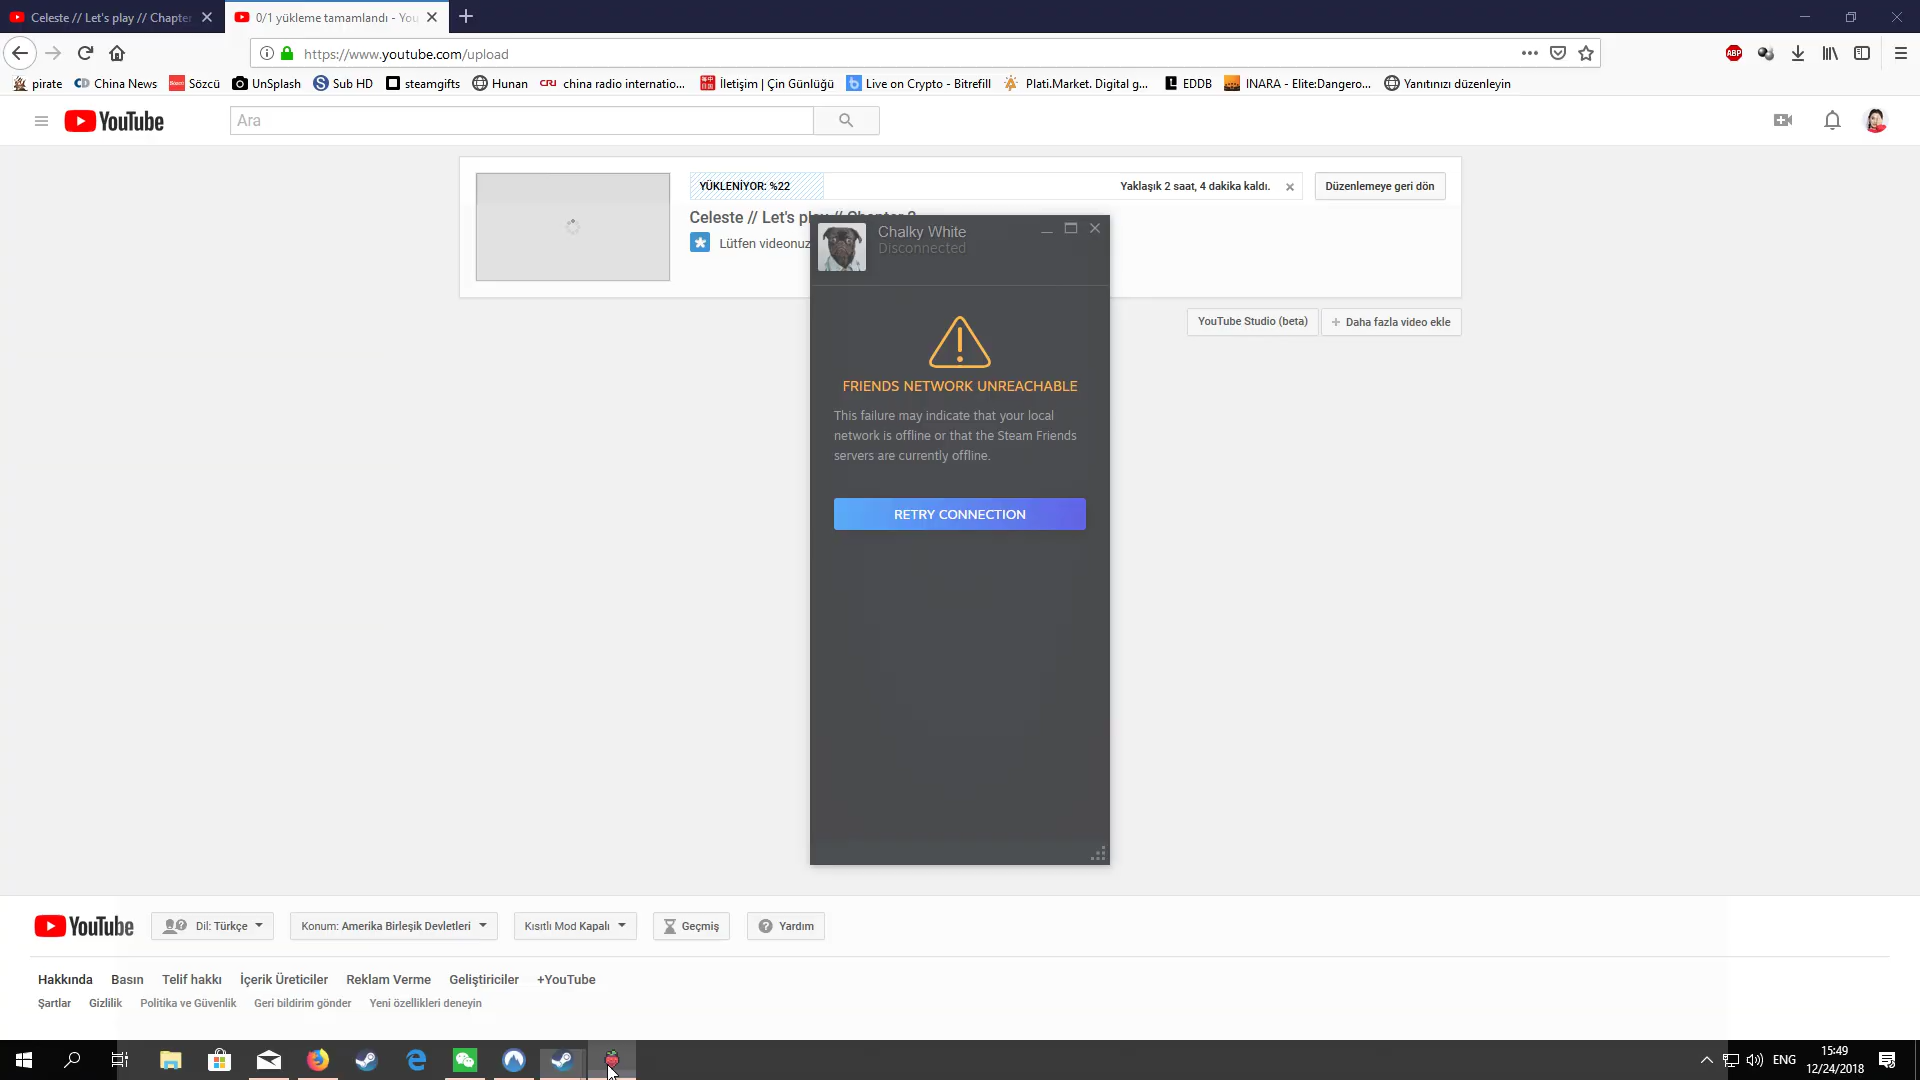 Celeste // Let's play // Chapter
0/1 yükleme tamamlandı - You
https://www.youtube.com/upload
ABP
pirate
China News
Sözcü
UnSplash
Sub HD
steamgifts
Hunan
CRI china radio internatio...
İletişim | Çin Günlüğü
Live on Crypto - Bitrefill
Plati.Market. Digital g...
EDDB
INARA - Elite:Dangero...
Yanıtınızı düzenleyin
YouTube
Ara
YÜKLENİYOR: %22
Yaklaşık 2 saat, 4 dakika kaldı.
Düzenlemeye geri dön
Celeste // Let's play // Chapter 2
Lütfen videonuz
YouTube Studio (beta)
+ Daha fazla video ekle
Chalky White
Disconnected
FRIENDS NETWORK UNREACHABLE
This failure may indicate that your local
network is offline or that the Steam Friends
servers are currently offline.
RETRY CONNECTION
YouTube
Dil: Türkçe
Konum: Amerika Birleşik Devletleri
Kısıtlı Mod Kapalı
Geçmiş
Yardım
Hakkında
Basın
Telif hakkı
İçerik Üreticiler
Reklam Verme
Geliştiriciler
+YouTube
Şartlar
Gizlilik
Politika ve Güvenlik
Geri bildirim gönder
Yeni özellikleri deneyin
ENG
15:49
12/24/2018